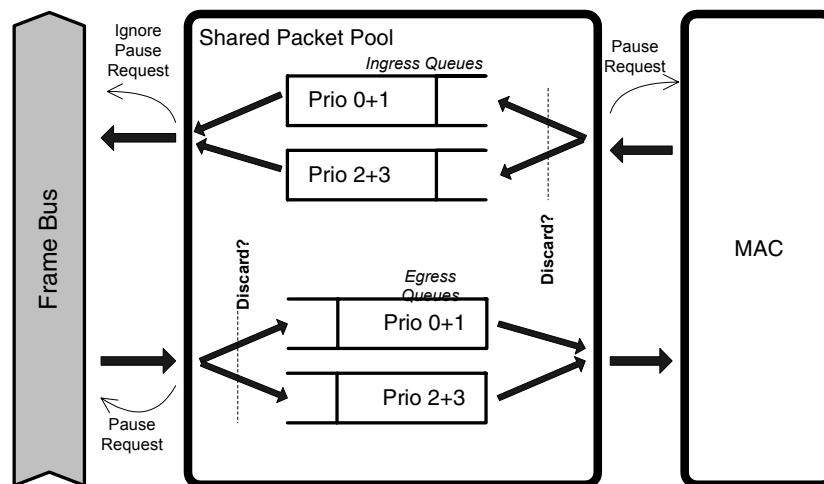 Ignore
Pause
Request
Shared Packet Pool
Ingress Queues
Pause
Request
Prio 0+1
Prio 2+3
Discard?
Frame Bus
MAC
Discard?
Egress
Queues
Prio 0+1
Prio 2+3
Pause
Request